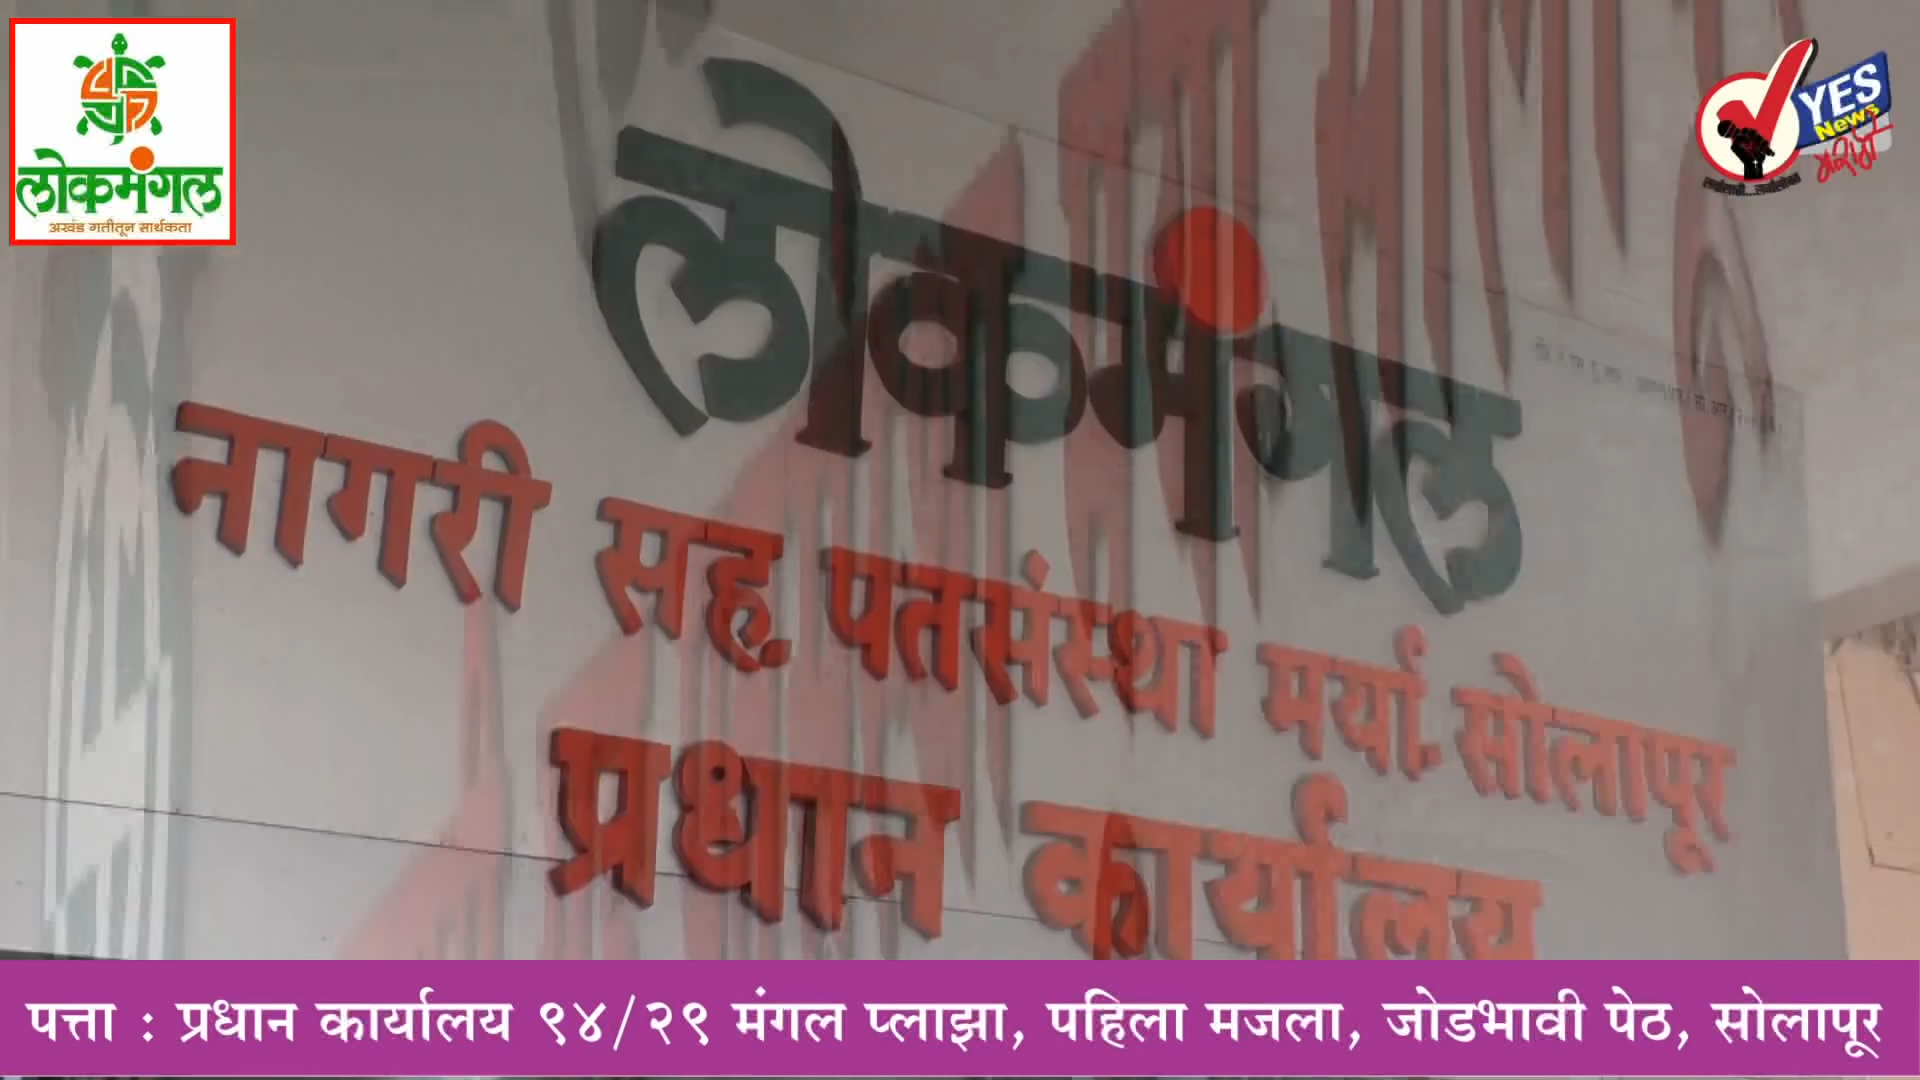 लोकमंगल
अखंड गतीतून सार्थकता
YES
News
मराठी
लोकमंगल
नागरी सह. पतसंस्था मर्या. सोलापूर
प्रधान कार्यालय
पत्ता : प्रधान कार्यालय ९४/२९ मंगल प्लाझा, पहिला मजला, जोडभावी पेठ, सोलापूर